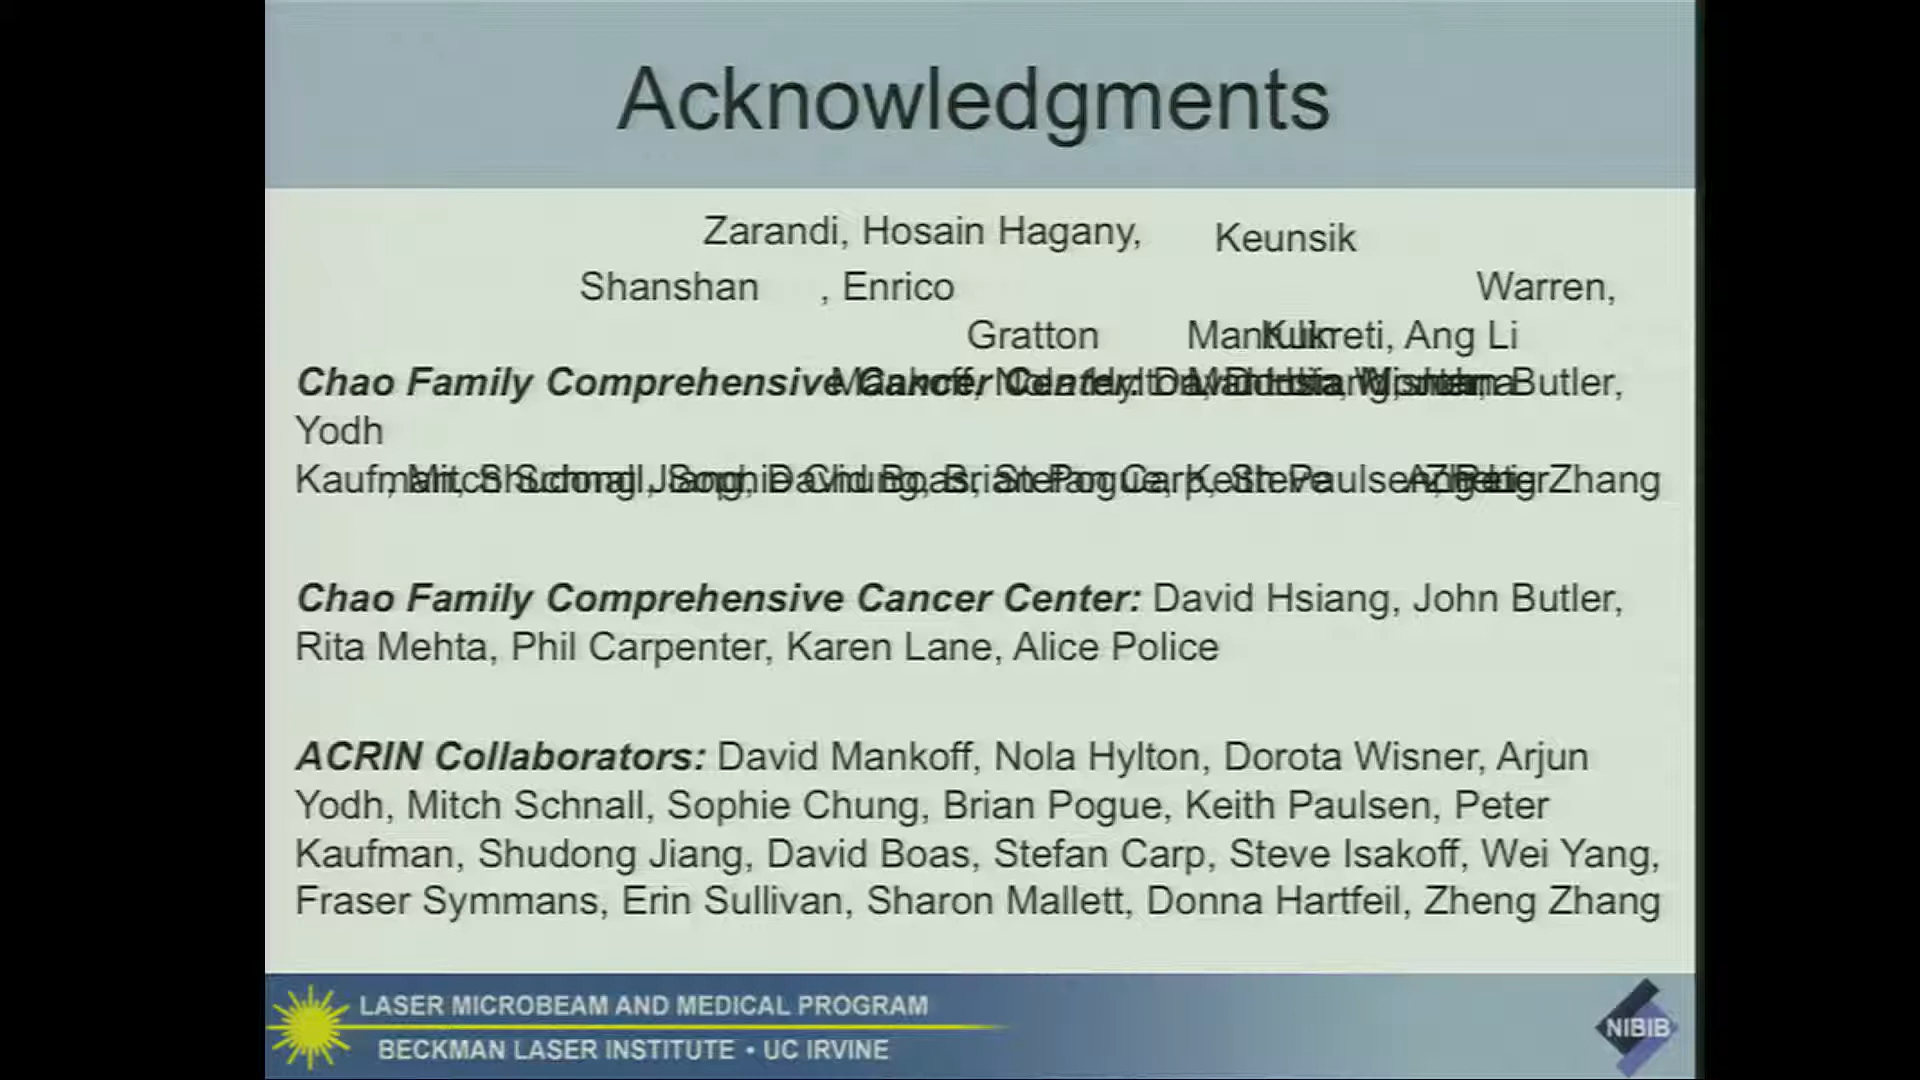 Acknowledgments
Zarandi, Hosain Hagany, Keunsik
Shanshan , Enrico Warren,
Gratton Ang Li
Chao Family Comprehensive Butler,
Yodh
Zhang
Chao Family Comprehensive Cancer Center: David Hsiang, John Butler,
Rita Mehta, Phil Carpenter, Karen Lane, Alice Police
ACRIN Collaborators: David Mankoff, Nola Hylton, Dorota Wisner, Arjun
Yodh, Mitch Schnall, Sophie Chung, Brian Pogue, Keith Paulsen, Peter
Kaufman, Shudong Jiang, David Boas, Stefan Carp, Steve Isakoff, Wei Yang,
Fraser Symmans, Erin Sullivan, Sharon Mallett, Donna Hartfeil, Zheng Zhang
LASER MICROBEAM AND MEDICAL PROGRAM
BECKMAN LASER INSTITUTE • UC IRVINE
NIBIB